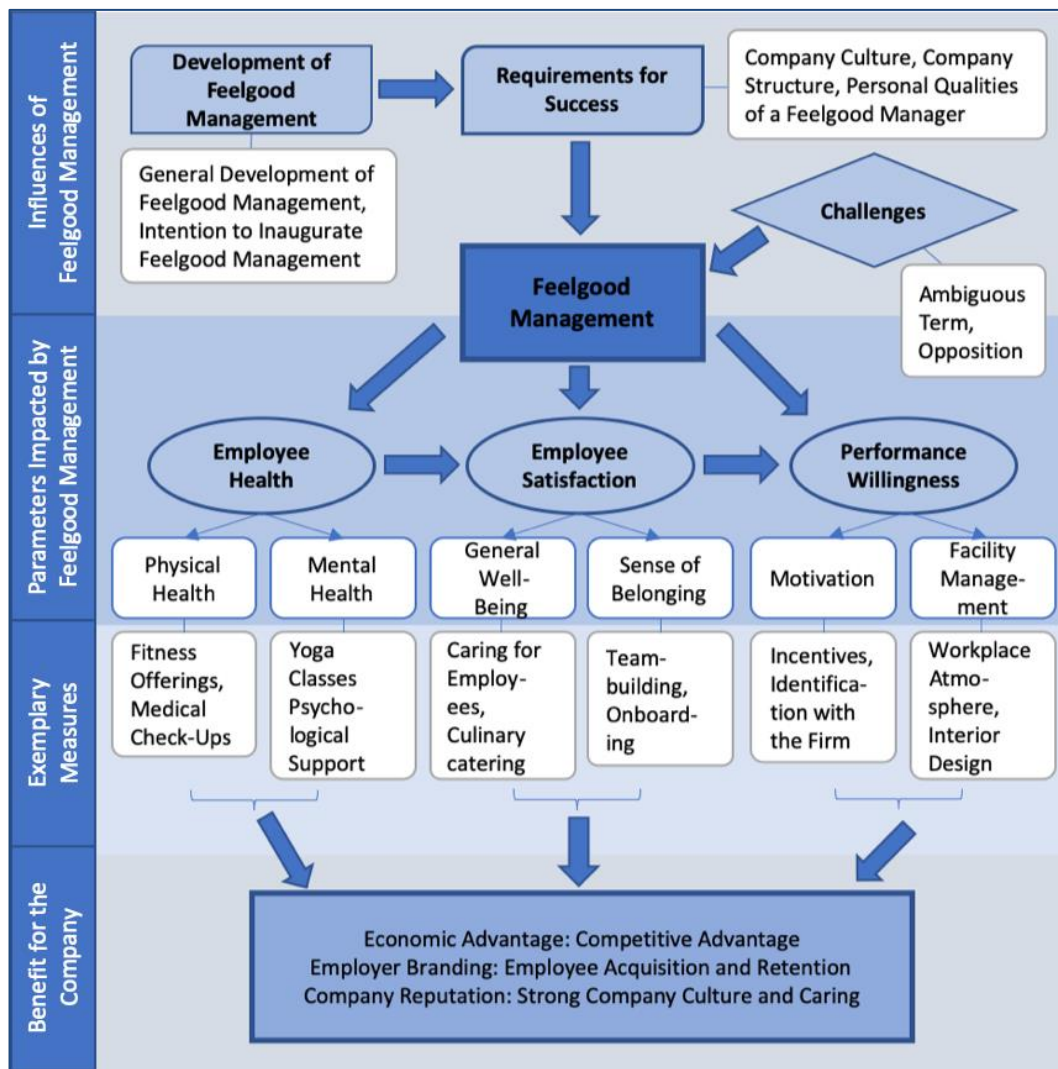 Influences of
Feelgood Management
Development of
Feelgood
Management
Requirements for
Success
Company Culture, Company
Structure, Personal Qualities
of a Feelgood Manager
General Development of
Feelgood Management,
Intention to Inaugurate
Feelgood Management
Challenges
Ambiguous
Term,
Opposition
Feelgood
Management
Parameters Impacted by
Feelgood Management
Employee
Health
Employee
Satisfaction
Performance
Willingness
Physical
Health
Mental
Health
General
Well-
Being
Sense of
Belonging
Motivation
Facility
Manage-
ment
Exemplary
Measures
Fitness
Offerings,
Medical
Check-Ups
Yoga
Classes
Psycho-
logical
Support
Caring for
Employ-
ees,
Culinary
catering
Team-
building,
Onboard-
ing
Incentives,
Identifica-
tion with
the Firm
Workplace
Atmo-
sphere,
Interior
Design
Benefit for the
Company
Economic Advantage: Competitive Advantage
Employer Branding: Employee Acquisition and Retention
Company Reputation: Strong Company Culture and Caring